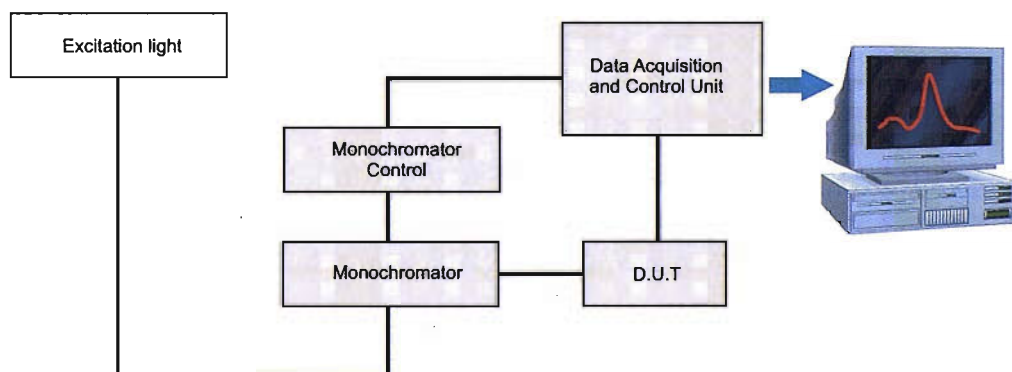 Excitation light
Data Acquisition
and Control Unit
Monochromator
Control
Monochromator
D.U.T